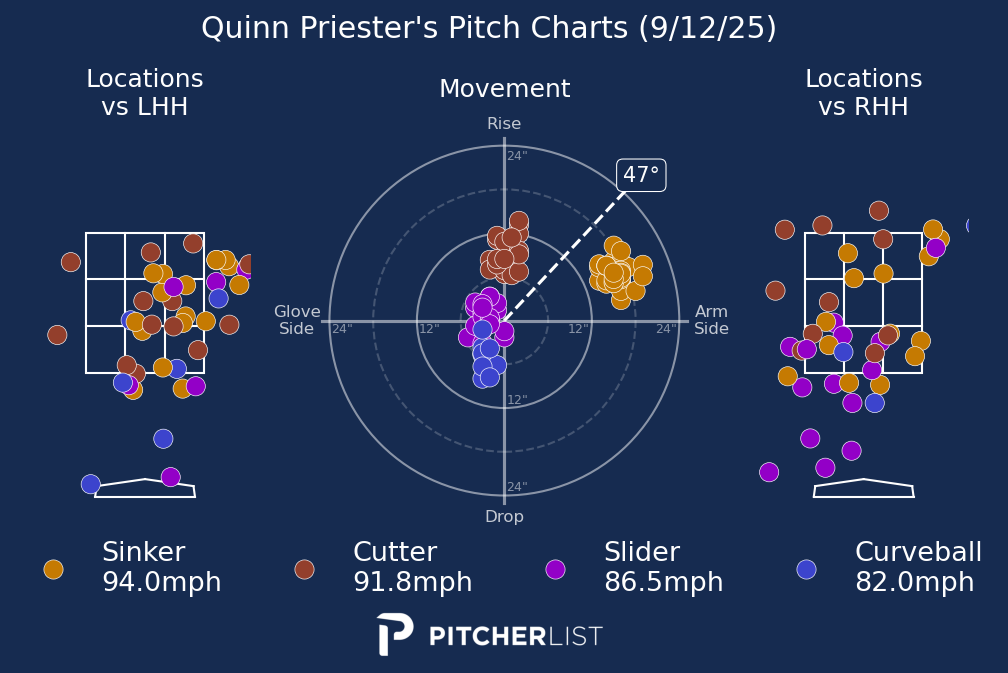 Quinn Priester's Pitch Charts (9/12/25)
Locations
vs LHH
Movement
Locations
vs RHH
Rise
24"
47°
Glove
Side
24"
12"
12"
24"
Arm
Side
12"
24"
Drop
Sinker
94.0mph
Cutter
91.8mph
Slider
86.5mph
Curveball
82.0mph
PITCHERLIST